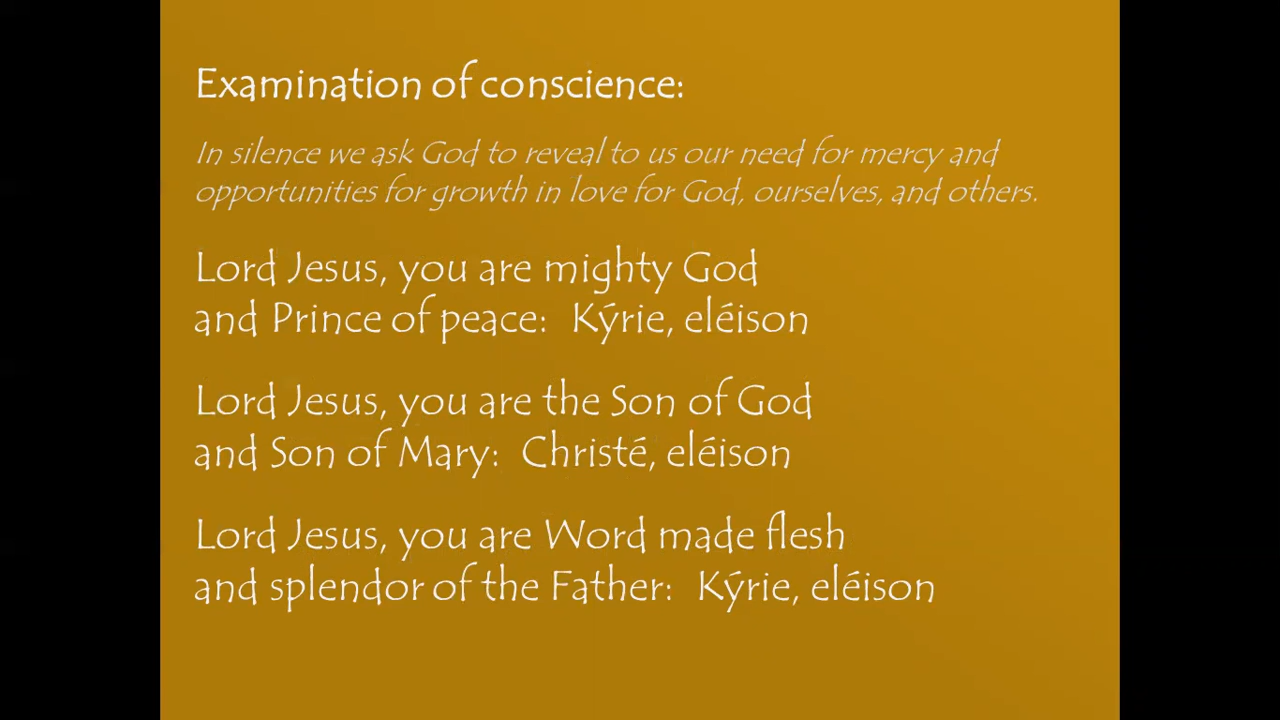 Examination of conscience:
In silence we ask God to reveal to us our need for mercy and
opportunities for growth in love for God, ourselves, and others.
Lord Jesus, you are mighty God
and Prince of peace: Kýrie, eléison
Lord Jesus, you are the Son of God
and Son of Mary: Christé, eléison
Lord Jesus, you are Word made flesh
and splendor of the Father: Kýrie, eléison